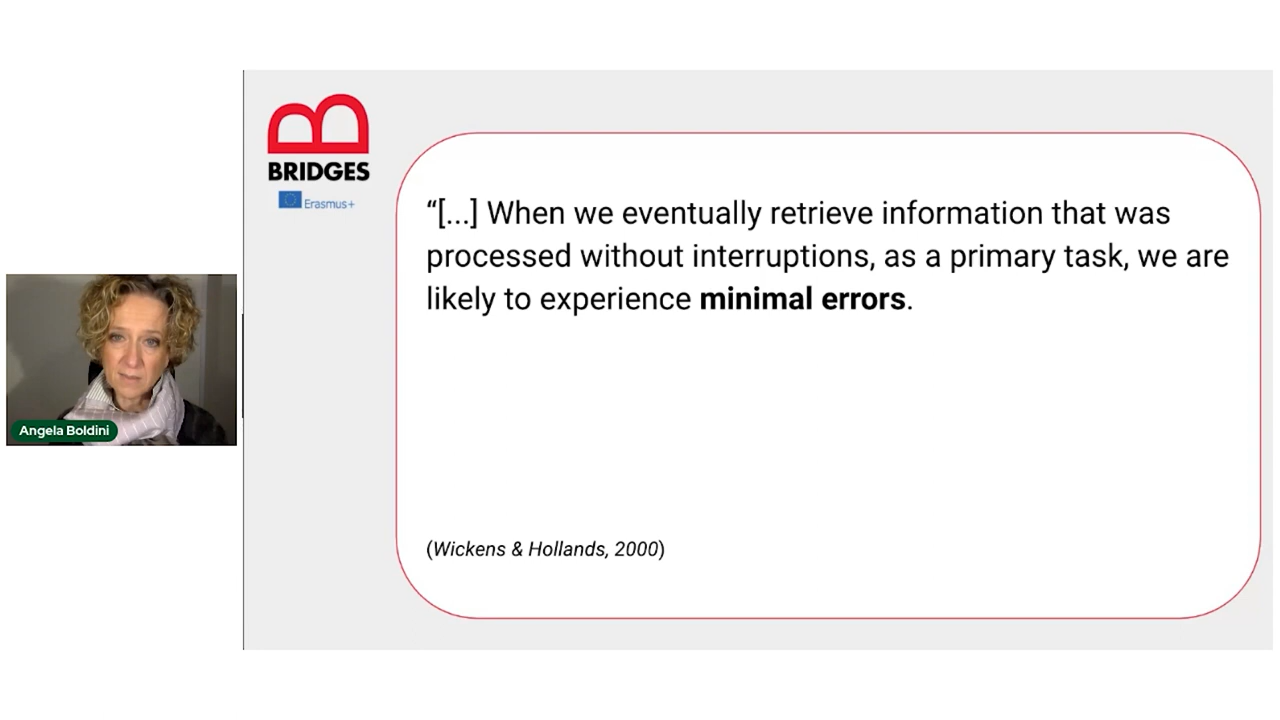 BRIDGES
Erasmus+
“[...] When we eventually retrieve information that was
processed without interruptions, as a primary task, we are
likely to experience minimal errors.
(Wickens & Hollands, 2000)
Angela Boldini